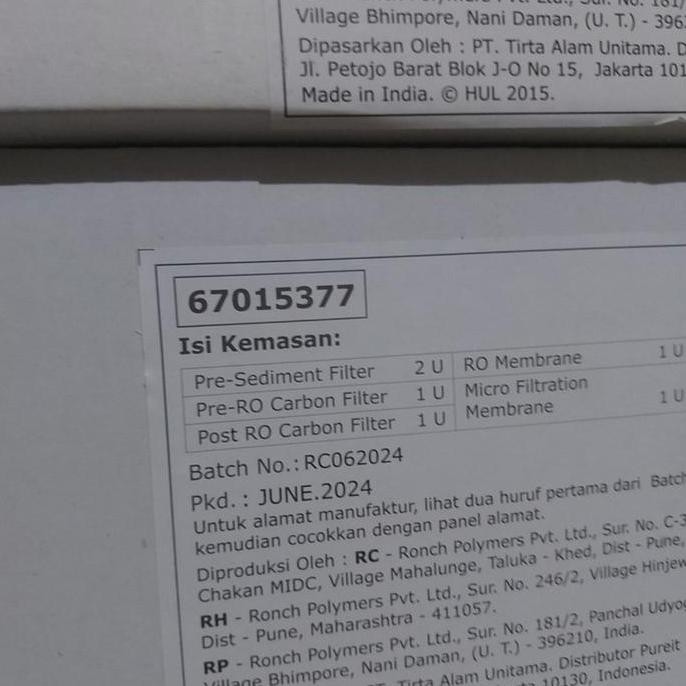 Village Bhimpore, Nani Daman, (U. T.) - 396
Dipasarkan Oleh : PT. Tirta Alam Unitama. D
Jl. Petojo Barat Blok J-O No 15, Jakarta 101
Made in India. © HUL 2015.
67015377
Isi Kemasan:
Pre-Sediment Filter 2 U RO Membrane 1 U
Pre-RO Carbon Filter 1 U Micro Filtration Membrane 1 U
Post RO Carbon Filter 1 U
Batch No.: RC062024
Pkd. : JUNE.2024
Untuk alamat manufaktur, lihat dua huruf pertama dari Batch
kemudian cocokkan dengan panel alamat.
Diproduksi Oleh : RC - Ronch Polymers Pvt. Ltd., Sur. No. C-3
Chakan MIDC, Village Mahalunge, Taluka - Khed, Dist - Pune,
RH - Ronch Polymers Pvt. Ltd., Sur. No. 246/2, Village Hinjew
Dist - Pune, Maharashtra - 411057.
RP - Ronch Polymers Pvt. Ltd., Sur. No. 181/2, Panchal Udyog
Village Bhimpore, Nani Daman, (U. T.) - 396210, India.
Tirta Alam Unitama. Distributor Pureit
10130, Indonesia.